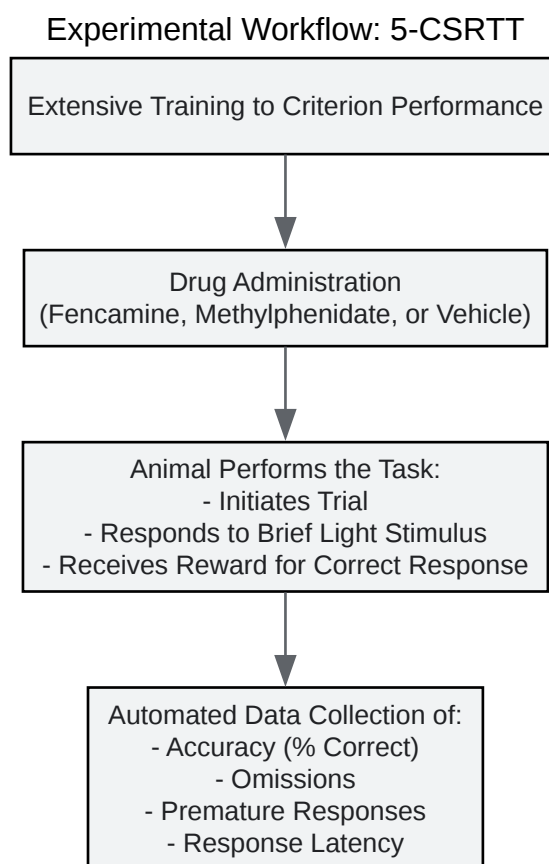 Experimental Workflow: 5-CSRTT
Extensive Training to Criterion Performance
Drug Administration
(Fencamine, Methylphenidate, or Vehicle)
Animal Performs the Task:
- Initiates Trial
- Responds to Brief Light Stimulus
- Receives Reward for Correct Response
Automated Data Collection of:
- Accuracy (% Correct)
- Omissions
- Premature Responses
- Response Latency